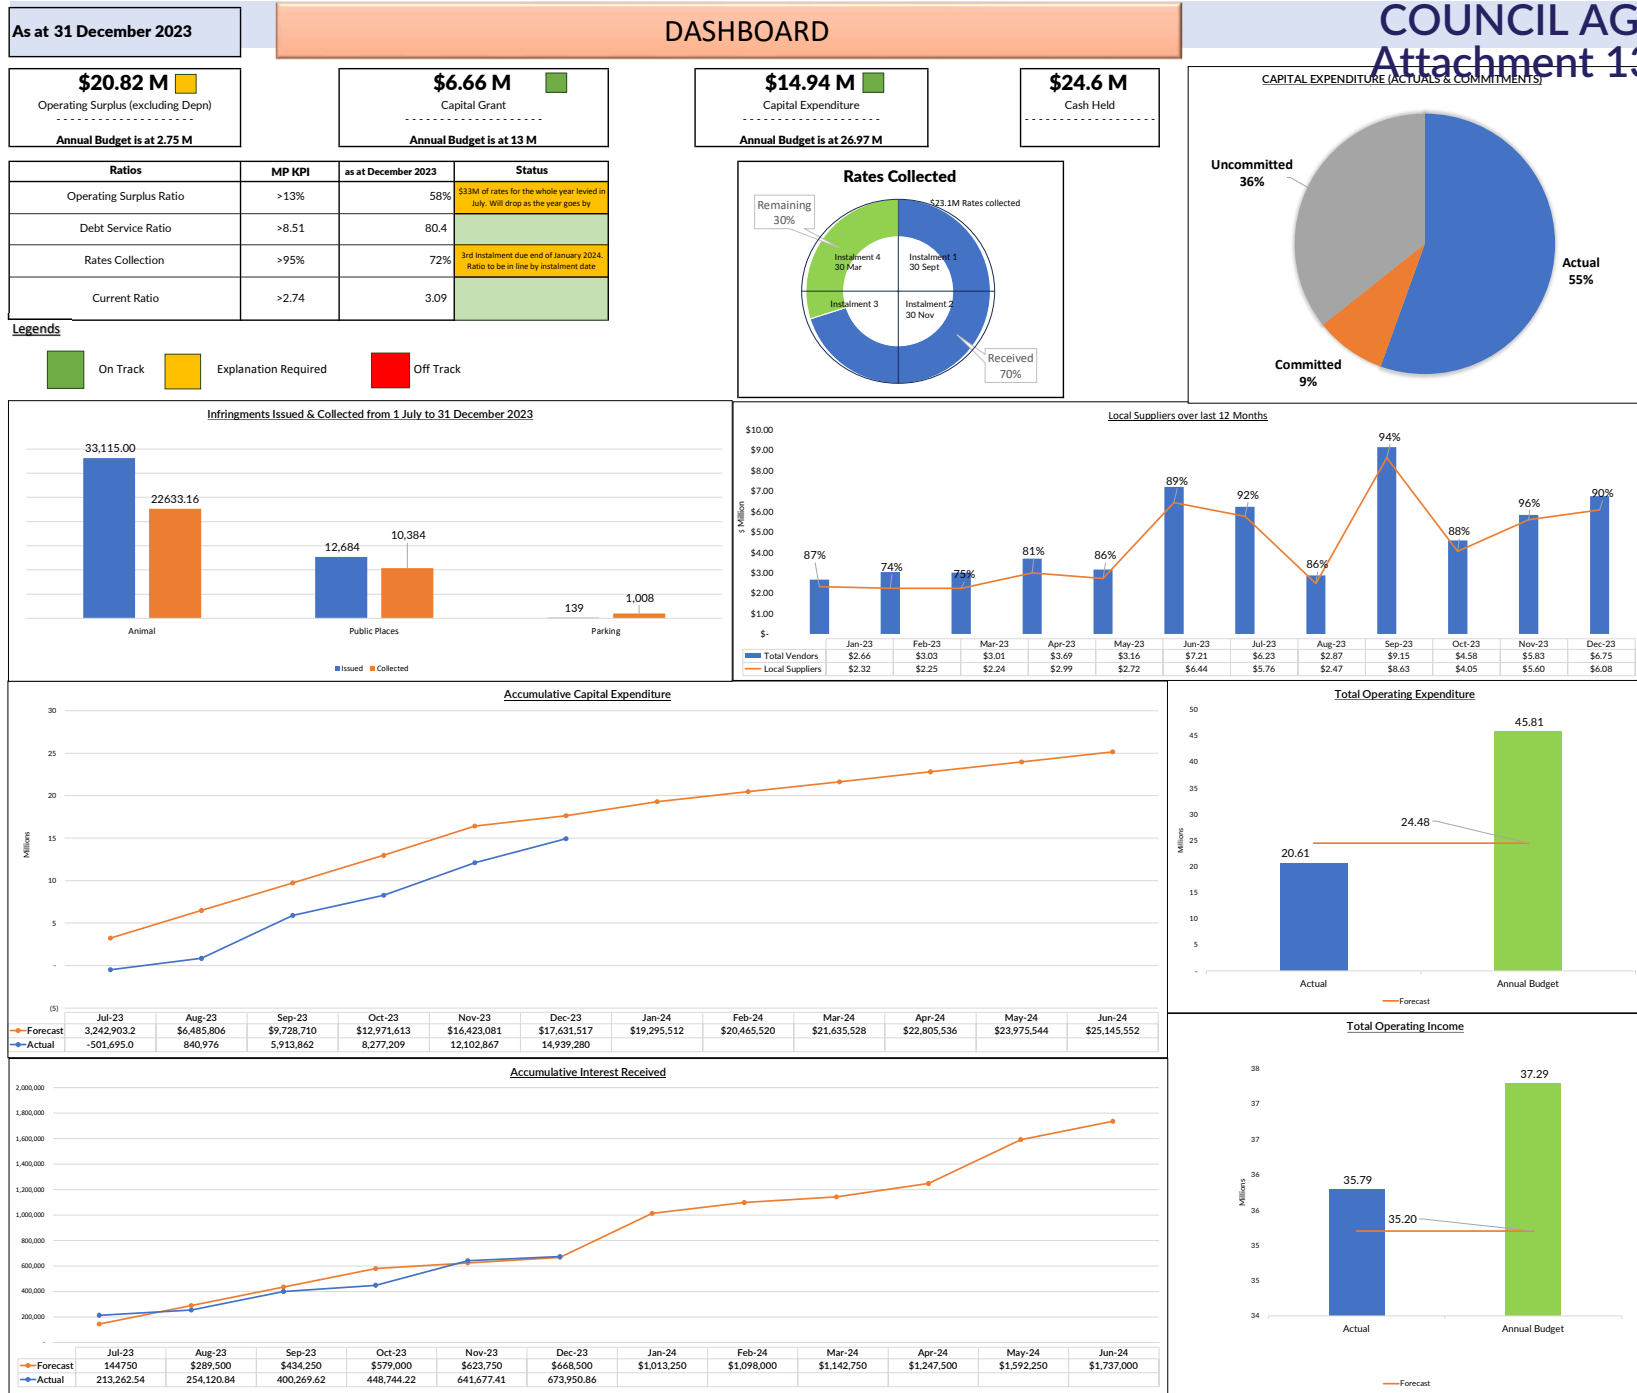 As at 31 December 2023
DASHBOARD
COUNCIL AG
Attachment 13
$20.82 M
Operating Surplus (excluding Depn)
- - - - - - - - - - - - - - - - - - - -
Annual Budget is at 2.75 M
$6.66 M
Capital Grant
- - - - - - - - - - - - - - - - - - - -
Annual Budget is at 13 M
$14.94 M
Capital Expenditure
- - - - - - - - - - - - - - - - - - - -
Annual Budget is at 26.97 M
$24.6 M
Cash Held
- - - - - - - - - - - - - - - - - - - -
Ratios MP KPI as at December 2023 Status
Operating Surplus Ratio >13% 58% $33M of rates for the whole year levied in
July. Will drop as the year goes by
Debt Service Ratio >8.51 80.4
Rates Collection >95% 72% 3rd Instalment due end of January 2024.
Ratio to be in line by instalment date
Current Ratio >2.74 3.09
Legends
On Track Explanation Required Off Track
Rates Collected
$23.1M Rates collected
Remaining
30%
Instalment 4
30 Mar
Instalment 1
30 Sept
Instalment 3
Instalment 2
30 Nov
Received
70%
CAPITAL EXPENDITURE (ACTUALS & COMMITMENTS)
Uncommitted
36%
Actual
55%
Committed
9%
Infringments Issued & Collected from 1 July to 31 December 2023
33,115.00
22633.16
12,684
10,384
139
1,008
Animal Public Places Parking
Issued Collected
Local Suppliers over last 12 Months
$ Million
$10.00
$9.00
$8.00
$7.00
$6.00
$5.00
$4.00
$3.00
$2.00
$1.00
$-
87% 74% 75% 81% 86% 89% 92% 86% 94% 88% 96% 90%
Jan-23 Feb-23 Mar-23 Apr-23 May-23 Jun-23 Jul-23 Aug-23 Sep-23 Oct-23 Nov-23 Dec-23
Total Vendors $2.66 $3.03 $3.01 $3.69 $3.16 $7.21 $6.23 $2.87 $9.15 $4.58 $5.83 $6.75
Local Suppliers $2.32 $2.25 $2.24 $2.99 $2.72 $6.44 $5.76 $2.47 $8.63 $4.05 $5.60 $6.08
Accumulative Capital Expenditure
Millions
30
25
20
15
10
5
-
(5)
Jul-23 Aug-23 Sep-23 Oct-23 Nov-23 Dec-23 Jan-24 Feb-24 Mar-24 Apr-24 May-24 Jun-24
Forecast 3,242,903.2 $6,485,806 $9,728,710 $12,971,613 $16,423,081 $17,631,517 $19,295,512 $20,465,520 $21,635,528 $22,805,536 $23,975,544 $25,145,552
Actual -501,695.0 840,976 5,913,862 8,277,209 12,102,867 14,939,280
Total Operating Expenditure
Millions
50
45
40
35
30
25
20
15
10
5
-
20.61
24.48
45.81
Actual Annual Budget
Forecast
Accumulative Interest Received
2,000,000
1,800,000
1,600,000
1,400,000
1,200,000
1,000,000
800,000
600,000
400,000
200,000
-
Jul-23 Aug-23 Sep-23 Oct-23 Nov-23 Dec-23 Jan-24 Feb-24 Mar-24 Apr-24 May-24 Jun-24
Forecast 144750 $289,500 $434,250 $579,000 $623,750 $668,500 $1,013,250 $1,098,000 $1,142,750 $1,247,500 $1,592,250 $1,737,000
Actual 213,262.54 254,120.84 400,269.62 448,744.22 641,677.41 673,950.86
Total Operating Income
Millions
38
37
37
36
36
35
35
34
35.79
35.20
37.29
Actual Annual Budget
Forecast